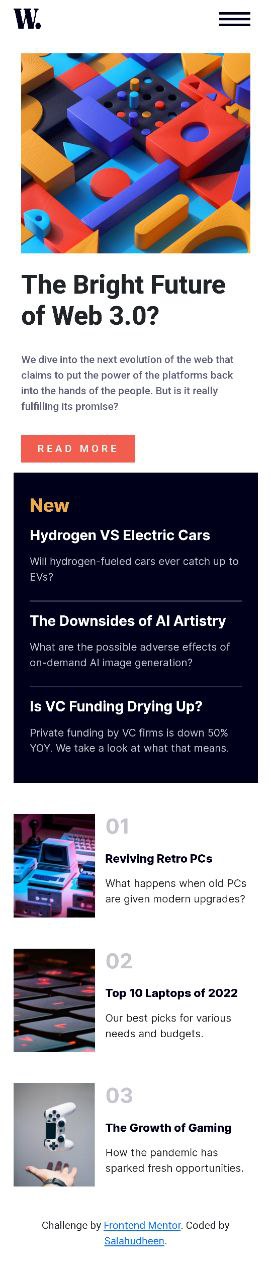 W.
The Bright Future
of Web 3.0?
We dive into the next evolution of the web that
claims to put the power of the platforms back
into the hands of the people. But is it really
fulfilling its promise?
READ MORE
New
Hydrogen VS Electric Cars
Will hydrogen-fueled cars ever catch up to
EVs?
The Downsides of AI Artistry
What are the possible adverse effects of
on-demand AI image generation?
Is VC Funding Drying Up?
Private funding by VC firms is down 50%
YOY. We take a look at what that means.
01
Reviving Retro PCs
What happens when old PCs
are given modern upgrades?
02
Top 10 Laptops of 2022
Our best picks for various
needs and budgets.
03
The Growth of Gaming
How the pandemic has
sparked fresh opportunities.
Challenge by Frontend Mentor. Coded by
Salahudheen.